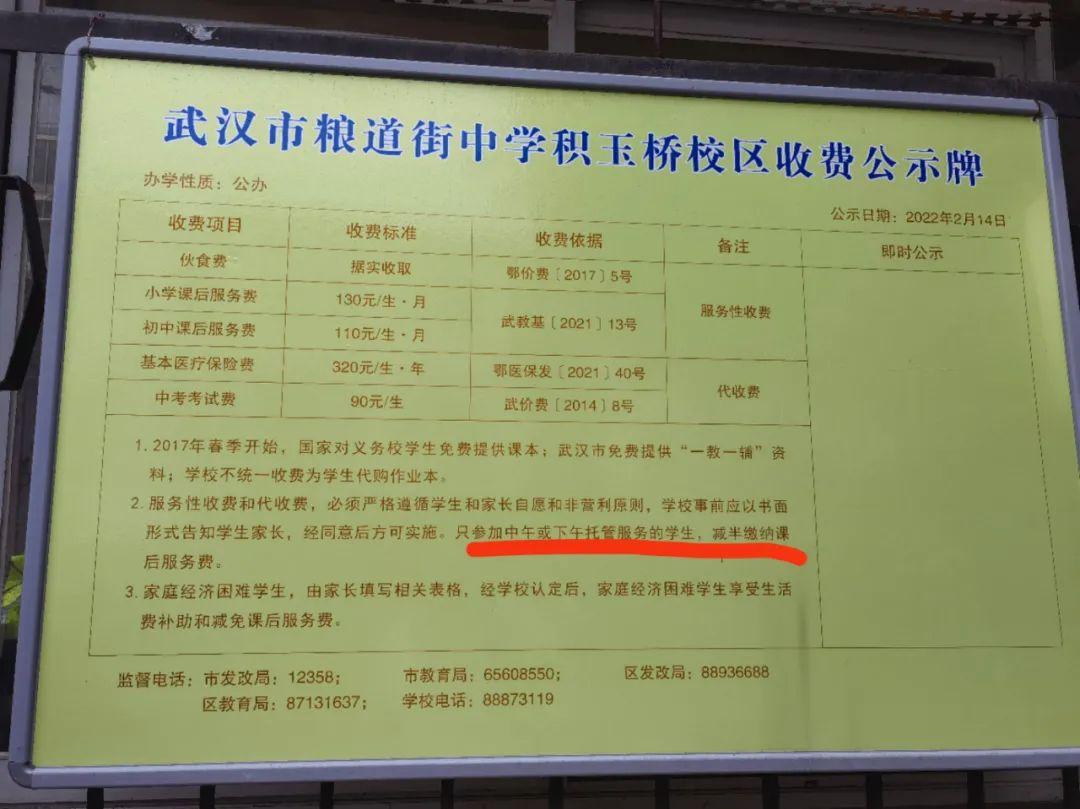 武汉市粮道街中学积玉桥校区收费公示牌
办学性质：公办
公示日期：2022年2月14日
收费项目 收费标准 收费依据 备注 即时公示
伙食费 据实收取 鄂价费〔2017〕5号 服务性收费
小学课后服务费 130元/生·月 武教基〔2021〕13号
初中课后服务费 110元/生·月
基本医疗保险费 320元/生·年 鄂医保发〔2021〕40号 代收费
中考考试费 90元/生 武价费〔2014〕8号
1. 2017年春季开始，国家对义务校学生免费提供课本；武汉市免费提供“一教一辅”资
料；学校不统一收费为学生代购作业本。
2. 服务性收费和代收费，必须严格遵循学生和家长自愿和非营利原则，学校事前应以书面
形式告知学生家长，经同意后方可实施。只参加中午或下午托管服务的学生，减半缴纳课
后服务费。
3. 家庭经济困难学生，由家长填写相关表格，经学校认定后，家庭经济困难学生享受生活
费补助和减免课后服务费。
监督电话：市发改局：12358； 市教育局：65608550； 区发改局：88936688
区教育局：87131637； 学校电话：88873119